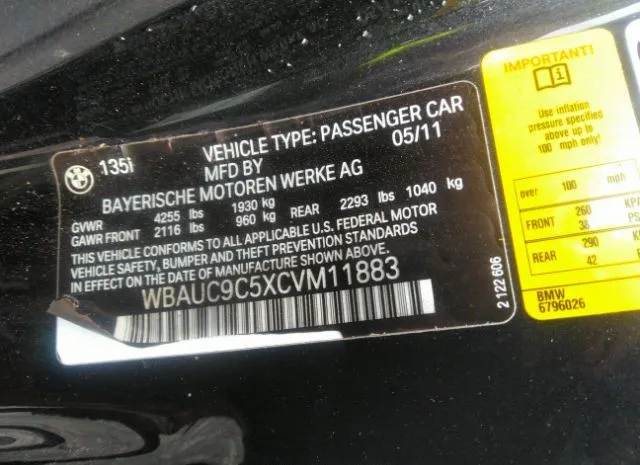 135i VEHICLE TYPE: PASSENGER CAR
MFD BY 05/11
BAYERISCHE MOTOREN WERKE AG
GVWR 4255 lbs 1930 kg
GAWR FRONT 2116 lbs 960 kg REAR 2293 lbs 1040 kg
THIS VEHICLE CONFORMS TO ALL APPLICABLE U.S. FEDERAL MOTOR
VEHICLE SAFETY, BUMPER AND THEFT PREVENTION STANDARDS
IN EFFECT ON THE DATE OF MANUFACTURE SHOWN ABOVE.
WBAUC9C5XCVM11883
2 122 606
IMPORTANT!
Use inflation
pressure specified
above up to
100 mph only!
over 100 mph
FRONT 260
38
REAR 290
42
BMW
6796026